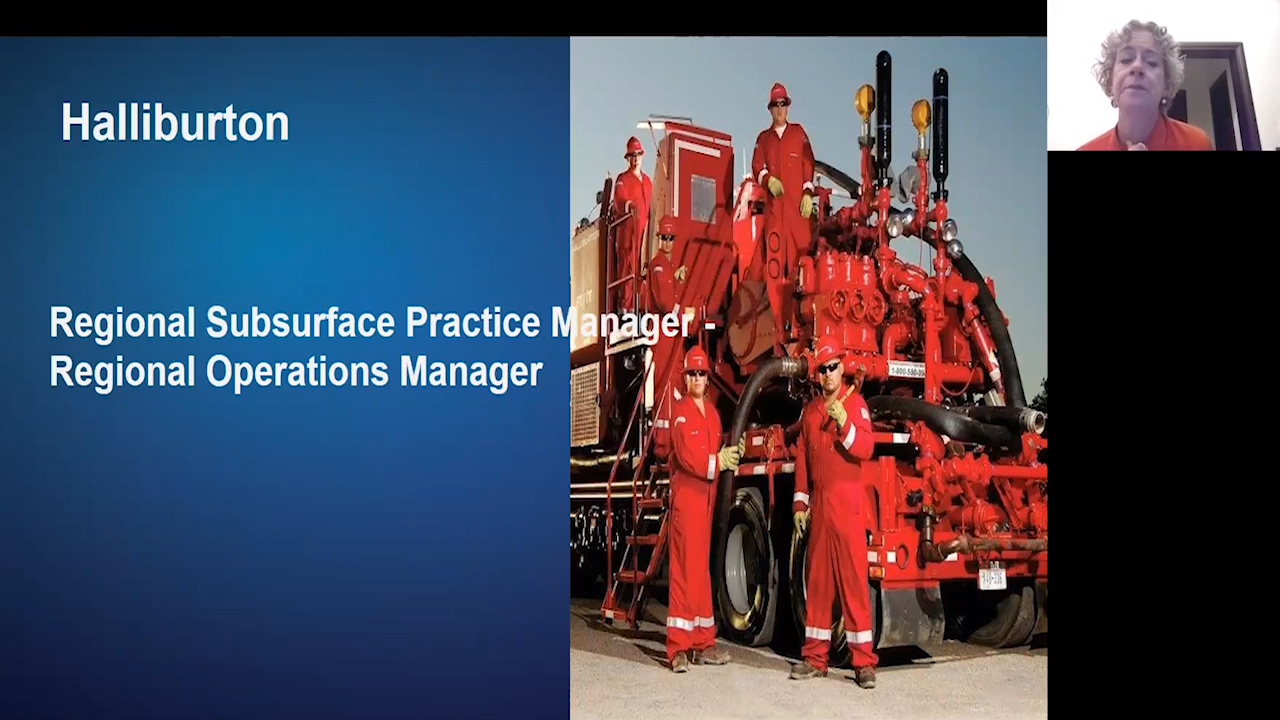 Halliburton
Regional Subsurface Practice Manager -
Regional Operations Manager